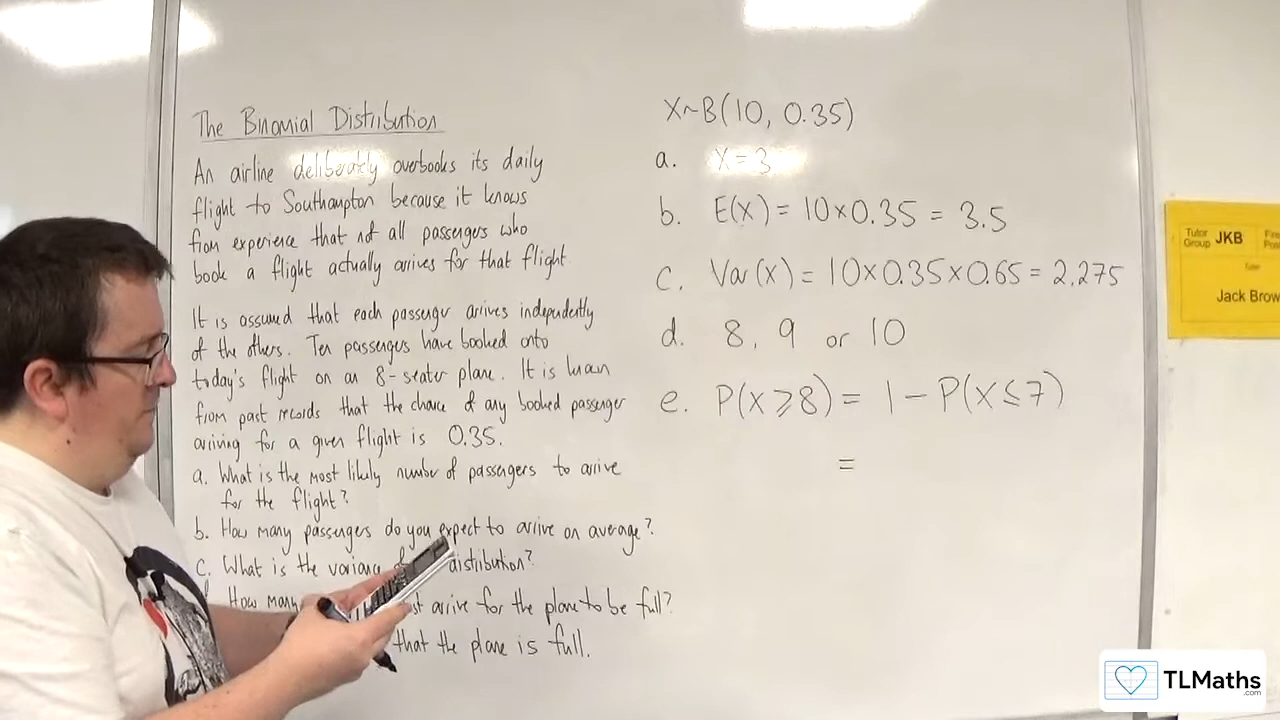 The Binomial Distribution
An airline deliberately overbooks its daily
flight to Southampton because it knows
from experience that not all passengers who
book a flight actually arrives for that flight.
It is assumed that each passenger arrives independently
of the others. Ten passengers have booked onto
today's flight on an 8-seater plane. It is known
from past records that the chance of any booked passenger
arriving for a given flight is 0.35.
a. What is the most likely number of passengers to arrive
for the flight?
b. How many passengers do you expect to arrive on average?
c. What is the variance distribution?
How many arrive for the plane to be full?
that the plane is full.
X~B(10, 0.35)
a. X=3
b. E(X) = 10×0.35 = 3.5
c. Var(X) = 10×0.35×0.65 = 2.275
d. 8, 9 or 10
e. P(X⩾8) = 1 - P(X≤7)
=
Tutor
Group JKB
Jack Brow
TLMaths
.com